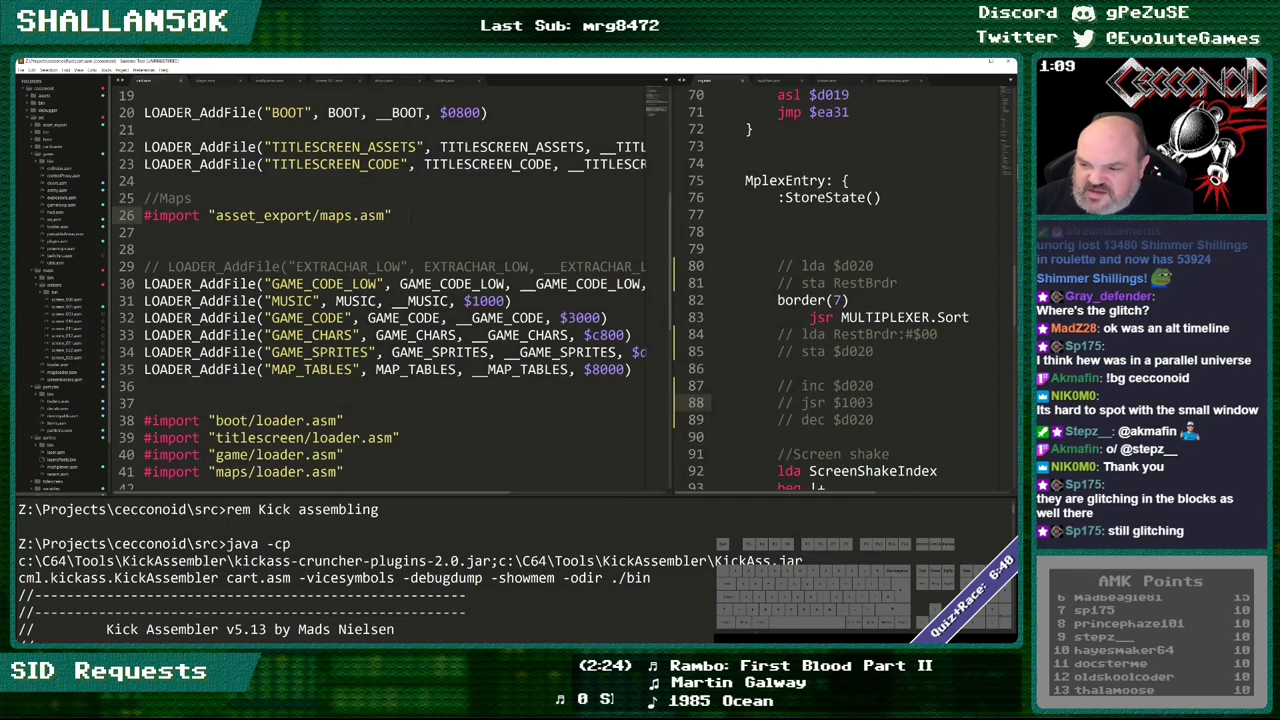 SHALLAN50K
Last Sub: mrg8472
Discord gPeZuSE
Twitter @EvoluteGames
19
20 LOADER_AddFile("BOOT", BOOT, __BOOT, $0800)
21
22 LOADER_AddFile("TITLESCREEN_ASSETS", TITLESCREEN_ASSETS, __TITL
23 LOADER_AddFile("TITLESCREEN_CODE", TITLESCREEN_CODE, __TITLESCR
24
25 //Maps
26 #import "asset_export/maps.asm"
27
28
29 // LOADER_AddFile("EXTRACHAR_LOW", EXTRACHAR_LOW, __EXTRACHAR_L
30 LOADER_AddFile("GAME_CODE_LOW", GAME_CODE_LOW, __GAME_CODE_LOW,
31 LOADER_AddFile("MUSIC", MUSIC, __MUSIC, $1000)
32 LOADER_AddFile("GAME_CODE", GAME_CODE, __GAME_CODE, $3000)
33 LOADER_AddFile("GAME_CHARS", GAME_CHARS, __GAME_CHARS, $c800)
34 LOADER_AddFile("GAME_SPRITES", GAME_SPRITES, __GAME_SPRITES, $d
35 LOADER_AddFile("MAP_TABLES", MAP_TABLES, __MAP_TABLES, $8000)
36
37
38 #import "boot/loader.asm"
39 #import "titlescreen/loader.asm"
40 #import "game/loader.asm"
41 #import "maps/loader.asm"
42
70 asl $d019
71 jmp $ea31
72 }
73
74
75 MplexEntry: {
76 :StoreState()
77
78
79
80 // lda $d020
81 // sta RestBrdr
82 border(7)
83 jsr MULTIPLEXER.Sort
84 // lda RestBrdr:#$00
85 // sta $d020
86
87 // inc $d020
88 // jsr $1003
89 // dec $d020
90
91 //Screen shake
92 lda ScreenShakeIndex
93 beq !+
Z:\Projects\cecconoid\src>rem Kick assembling
Z:\Projects\cecconoid\src>java -cp
c:\C64\Tools\KickAssembler\kickass-cruncher-plugins-2.0.jar;c:\C64\Tools\KickAssembler\KickAss.jar
cml.kickass.KickAssembler cart.asm -vicesymbols -debugdump -showmem -odir ./bin
//------------------------------------------------------
//------------------------------------------------------
// Kick Assembler v5.13 by Mads Nielsen
Quiz+Race: 6:40
1:09
CECCONOID
StreamElements
unorig lost 13480 Shimmer Shillings
in roulette and now has 53924
Shimmer Shillings!
Gray_defender:
Where's the glitch?
MadZ28: ok was an alt timeline
Sp175:
I think hew was in a parallel universe
Akmafin: !bg cecconoid
NIK0M0:
Its hard to spot with the small window
Stepz__: @akmafin
Akmafin: o/ @stepz__
NIK0M0: Thank you
Sp175:
they are glitching in the blocks as
well there
Sp175: still glitching
AMK Points
6 madbeagle81 15
7 sp175 10
8 princephaze101 10
9 stepz__ 10
10 hayesmaker64 10
11 docsterme 10
12 oldskoolcoder 10
13 thalamoose 10
SID Requests
(2:24) Rambo: First Blood Part II
Martin Galway
0 S 1985 Ocean